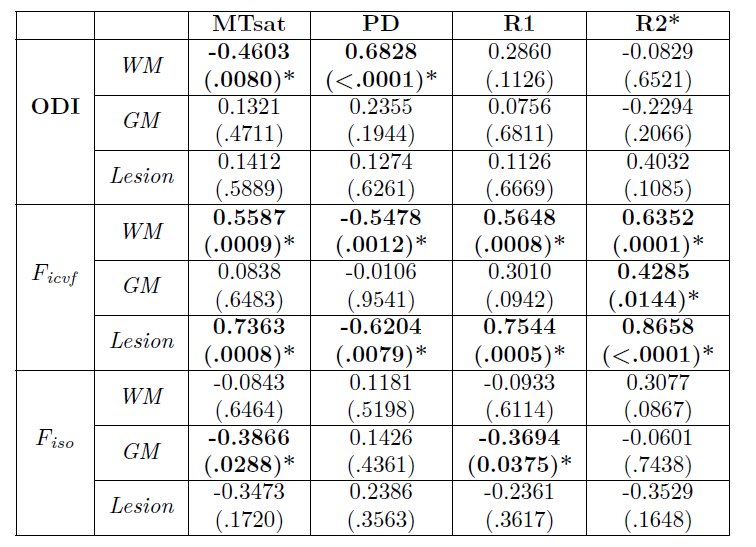 MTsat PD R1 R2*
ODI WM -0.4603 0.6828 0.2860 -0.0829
(.0080)* (<.0001)* (.1126) (.6521)
GM 0.1321 0.2355 0.0756 -0.2294
(.4711) (.1944) (.6811) (.2066)
Lesion 0.1412 0.1274 0.1126 0.4032
(.5889) (.6261) (.6669) (.1085)
Ficvf WM 0.5587 -0.5478 0.5648 0.6352
(.0009)* (.0012)* (.0008)* (.0001)*
GM 0.0838 -0.0106 0.3010 0.4285
(.6483) (.9541) (.0942) (.0144)*
Lesion 0.7363 -0.6204 0.7544 0.8658
(.0008)* (.0079)* (.0005)* (<.0001)*
Fiso WM -0.0843 0.1181 -0.0933 0.3077
(.6464) (.5198) (.6114) (.0867)
GM -0.3866 0.1426 -0.3694 -0.0601
(.0288)* (.4361) (0.0375)* (.7438)
Lesion -0.3473 0.2386 -0.2361 -0.3529
(.1720) (.3563) (.3617) (.1648)